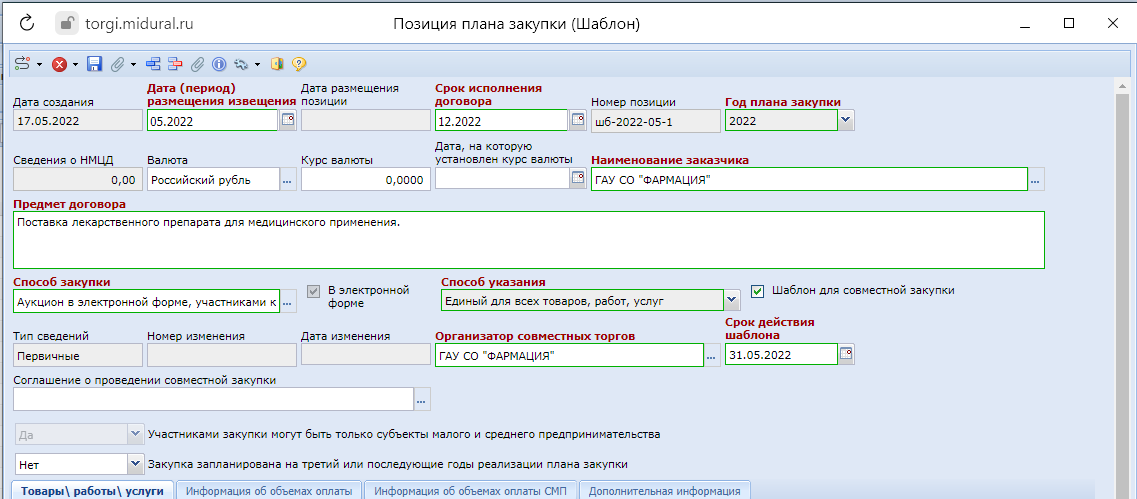 torgi.midural.ru
Позиция плана закупки (Шаблон)
Дата создания
Дата (период)
размещения извещения
Дата размещения
позиции
Срок исполнения
договора
Номер позиции
Год плана закупки
17.05.2022
05.2022
12.2022
шб-2022-05-1
2022
Сведения о НМЦД
Валюта
Курс валюты
Дата, на которую
установлен курс валюты
Наименование заказчика
0,00
Российский рубль
...
0,0000
ГАУ СО "ФАРМАЦИЯ"
...
Предмет договора
Поставка лекарственного препарата для медицинского применения.
Способ закупки
В электронной
форме
Способ указания
Шаблон для совместной закупки
Аукцион в электронной форме, участниками к
...
Единый для всех товаров, работ, услуг
Тип сведений
Номер изменения
Дата изменения
Организатор совместных торгов
Срок действия
шаблона
Первичные
ГАУ СО "ФАРМАЦИЯ"
...
31.05.2022
Соглашение о проведении совместной закупки
...
Да
Участниками закупки могут быть только субъекты малого и среднего предпринимательства
Нет
Закупка запланирована на третий или последующие годы реализации плана закупки
Товары\ работы\ услуги
Информация об объемах оплаты
Информация об объемах оплаты СМП
Дополнительная информация